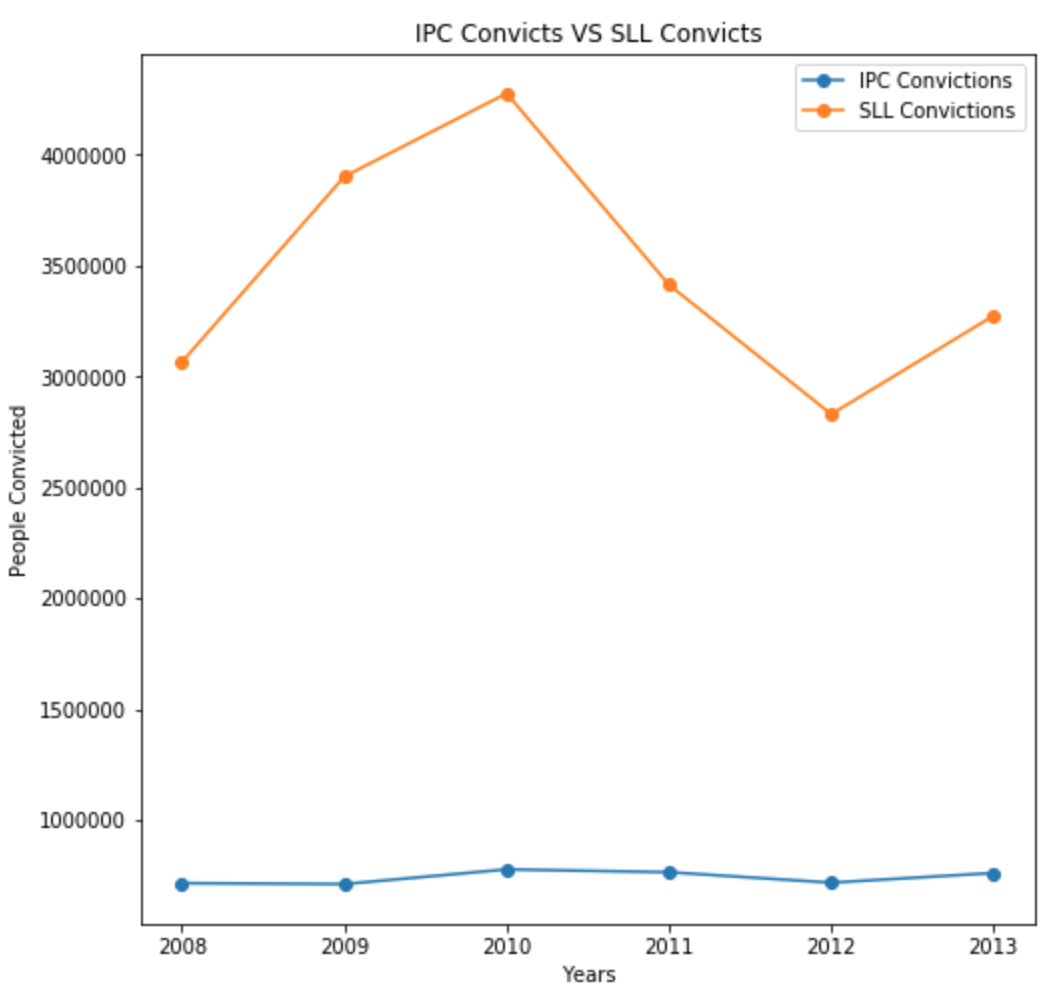 IPC Convicts VS SLL Convicts
IPC Convictions
SLL Convictions
4000000
3500000
3000000
2500000
2000000
1500000
1000000
People Convicted
2008 2009 2010 2011 2012 2013
Years